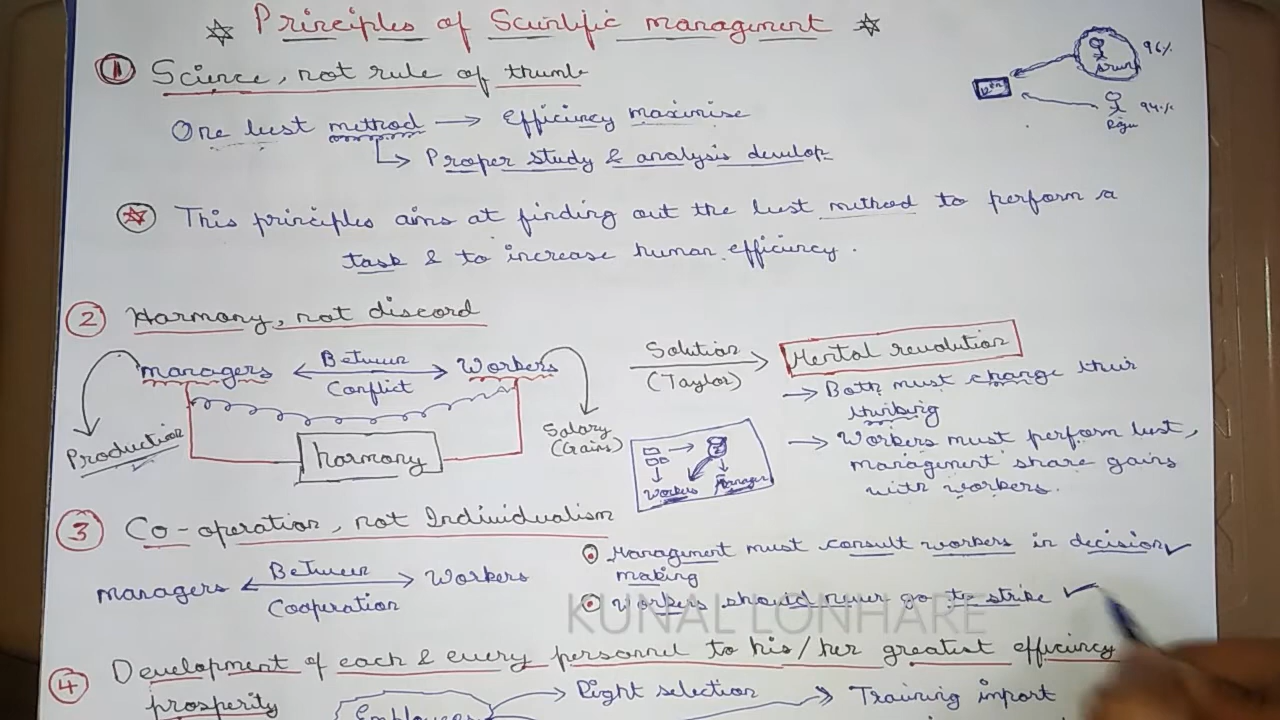 Principles of Scientific management
1 Science, not rule of thumb
96%
Arun
94%
One best method → Efficiency maximise
Proper study & analysis develop
This principles aims at finding out the best method to perform a
task & to increase human efficiency.
2 Harmony, not discord
managers Between Workers
Conflict
Production
harmony
Salary
(Gains)
Solution
(Taylor)
Mental revolution
→ Both must change their
thinking
→ Workers must perform best,
management share gains
with workers.
Workers Manager
3 Co-operation, not Individualism
managers Between Workers
Cooperation
Management must consult workers in decision
making
Workers should never go to strike
KUNAL LONHARE
4 Development of each & every personnel to his/her greatest efficiency
prosperity
Employees
Right selection → Training import